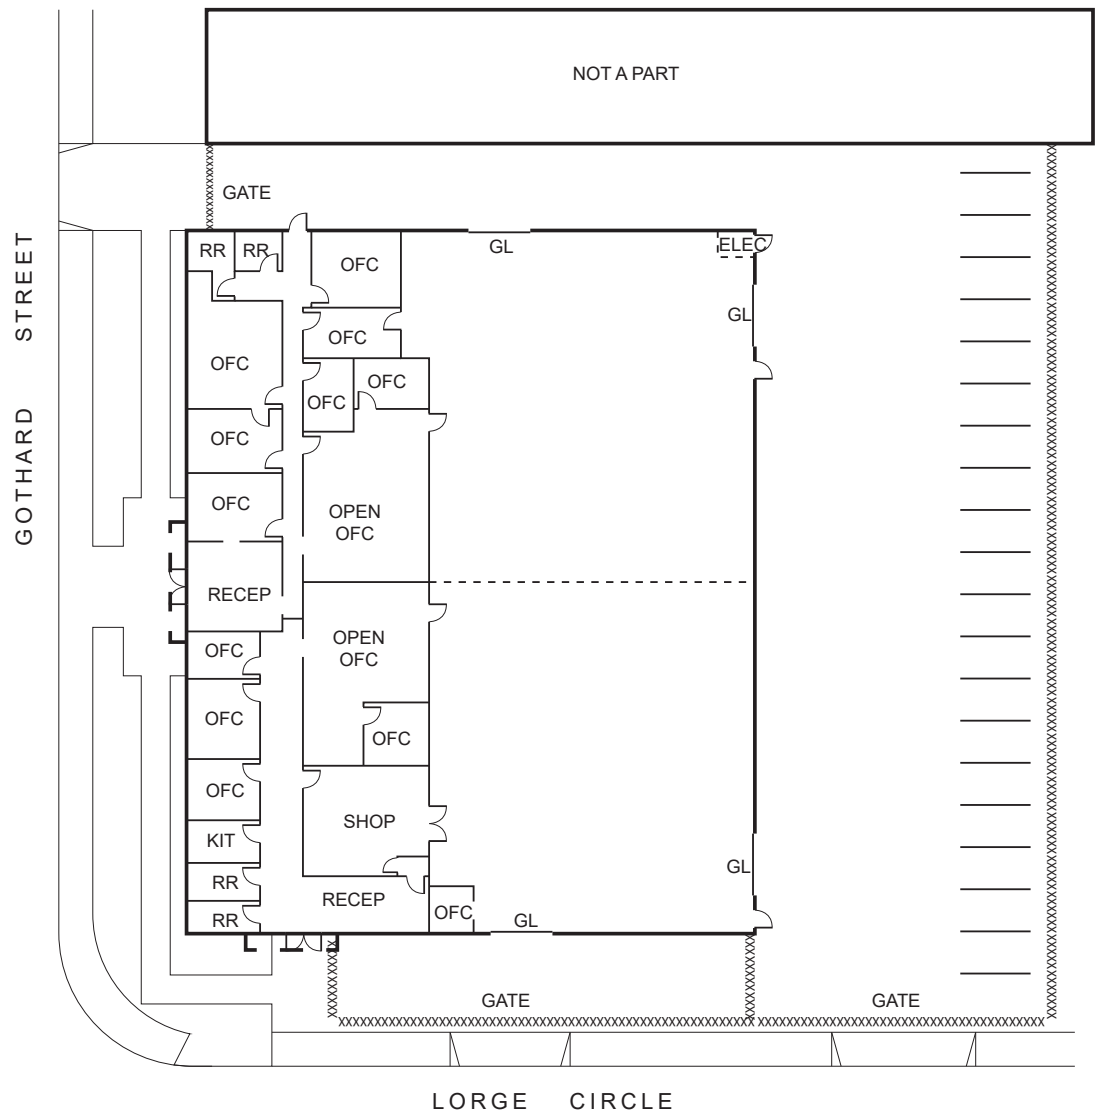 NOT A PART
GATE
GOTHARD STREET
RR
RR
OFC
GL
ELEC
GL
OFC
OFC
OFC
OFC
OFC
OFC
OPEN
OFC
RECEP
OPEN
OFC
OFC
OFC
OFC
OFC
SHOP
KIT
GL
RR
RECEP
RR
OFC
GL
GATE
GATE
LORGE CIRCLE